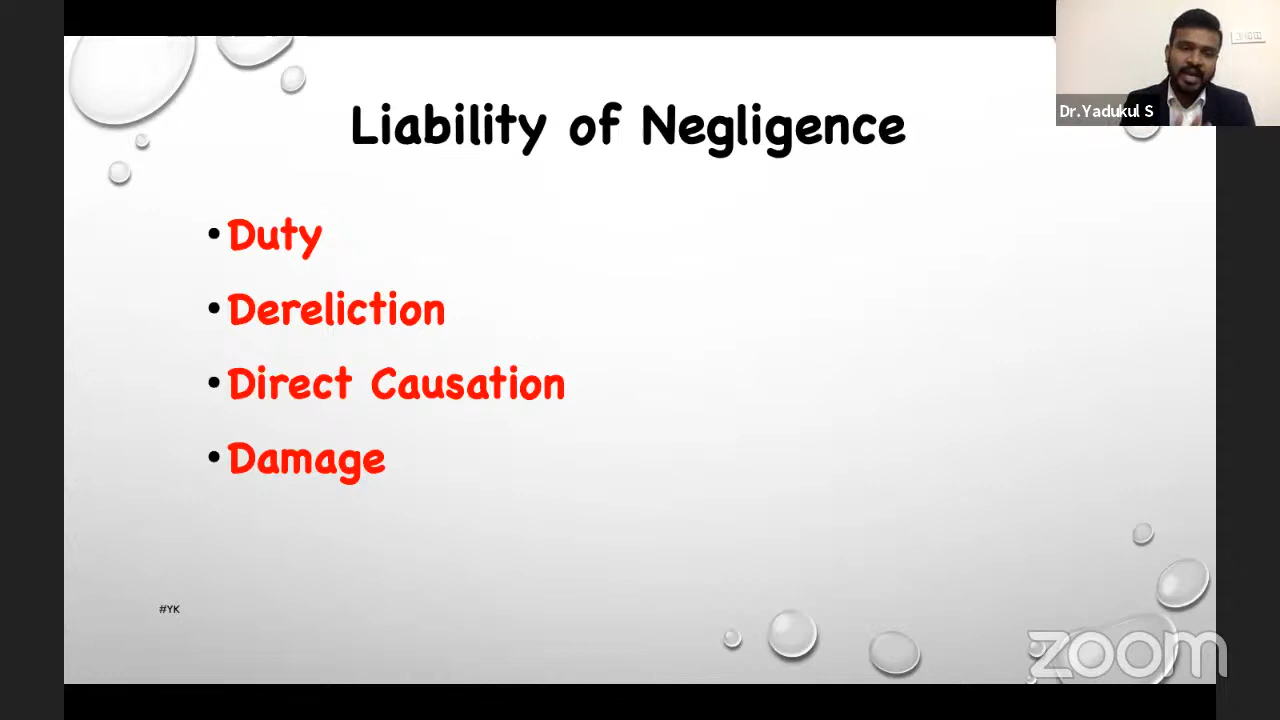 Liability of Negligence
Dr.Yadukul S
• Duty
• Dereliction
• Direct Causation
• Damage
#YK
zoom